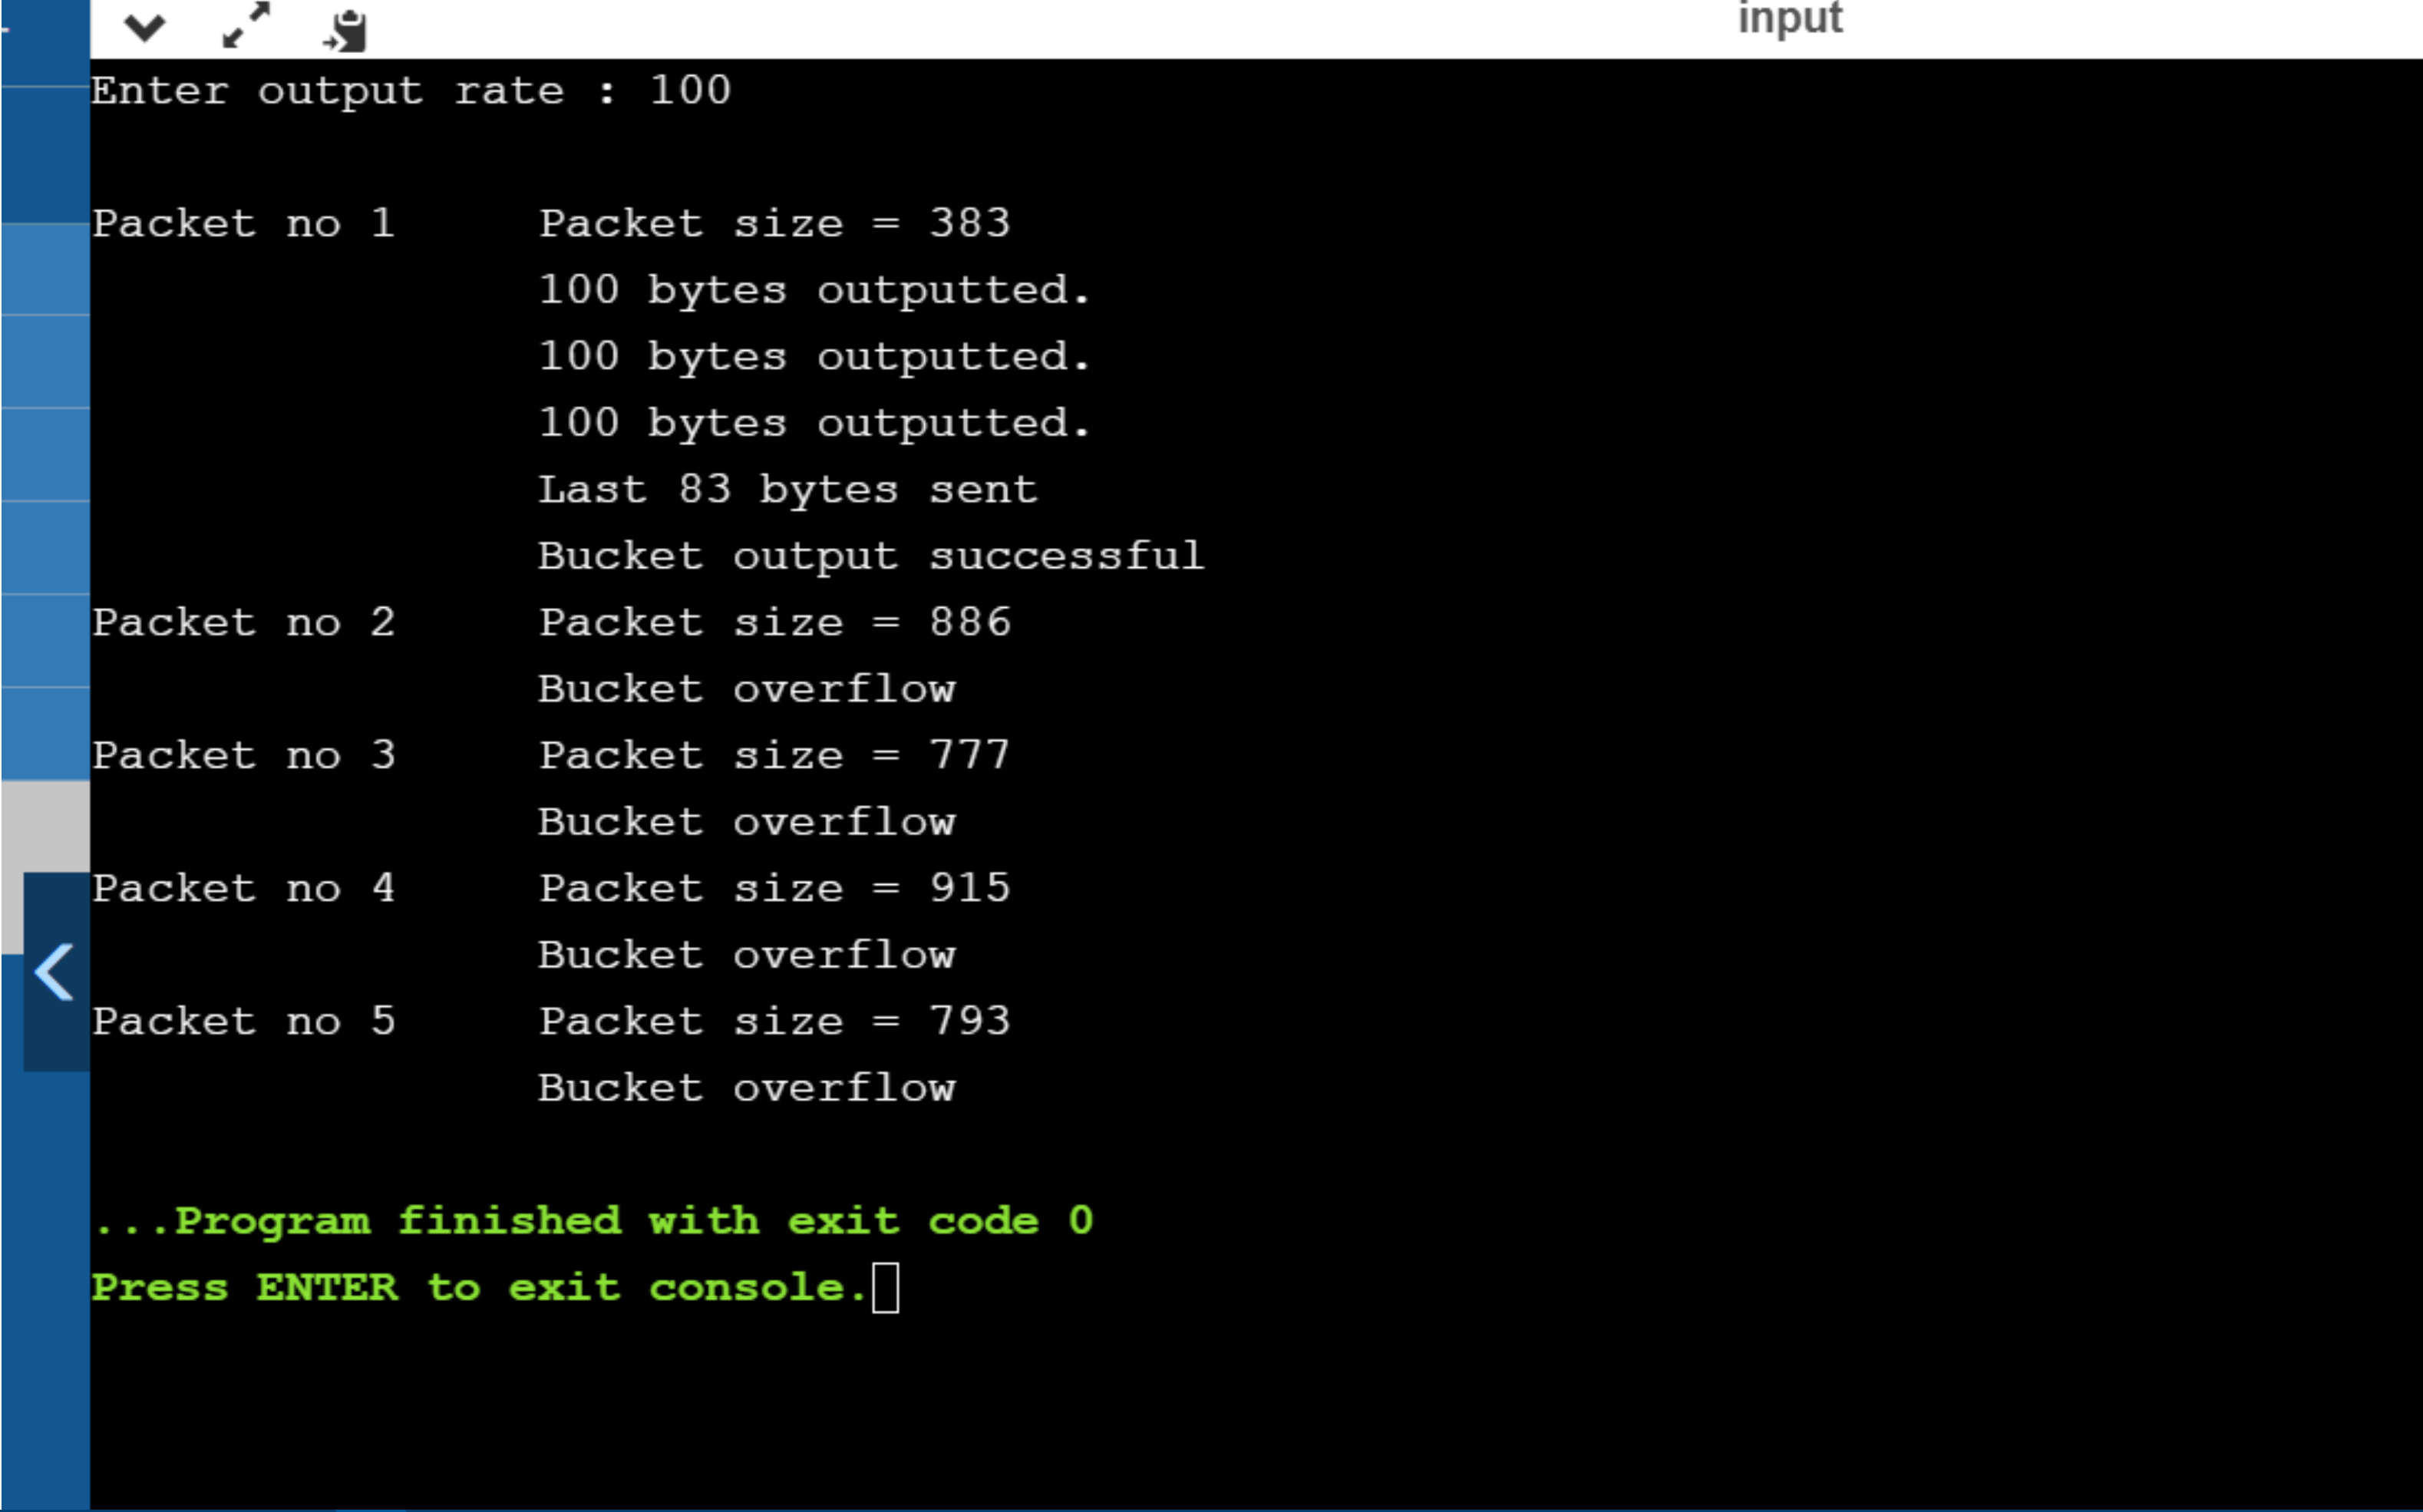 input
Enter output rate : 100
Packet no 1 Packet size = 383
100 bytes outputted.
100 bytes outputted.
100 bytes outputted.
Last 83 bytes sent
Bucket output successful
Packet no 2 Packet size = 886
Bucket overflow
Packet no 3 Packet size = 777
Bucket overflow
Packet no 4 Packet size = 915
Bucket overflow
Packet no 5 Packet size = 793
Bucket overflow
...Program finished with exit code 0
Press ENTER to exit console.